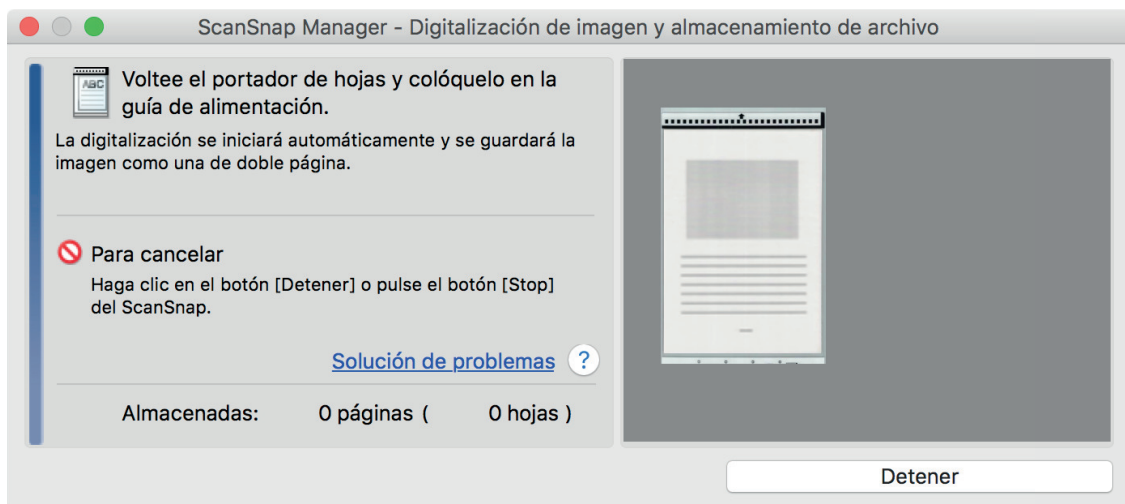 ScanSnap Manager - Digitalización de imagen y almacenamiento de archivo
ABC
Voltee el portador de hojas y colóquelo en la
guía de alimentación.
La digitalización se iniciará automáticamente y se guardará la
imagen como una de doble página.
Para cancelar
Haga clic en el botón [Detener] o pulse el botón [Stop]
del ScanSnap.
Solución de problemas ?
Almacenadas: 0 páginas ( 0 hojas )
Detener